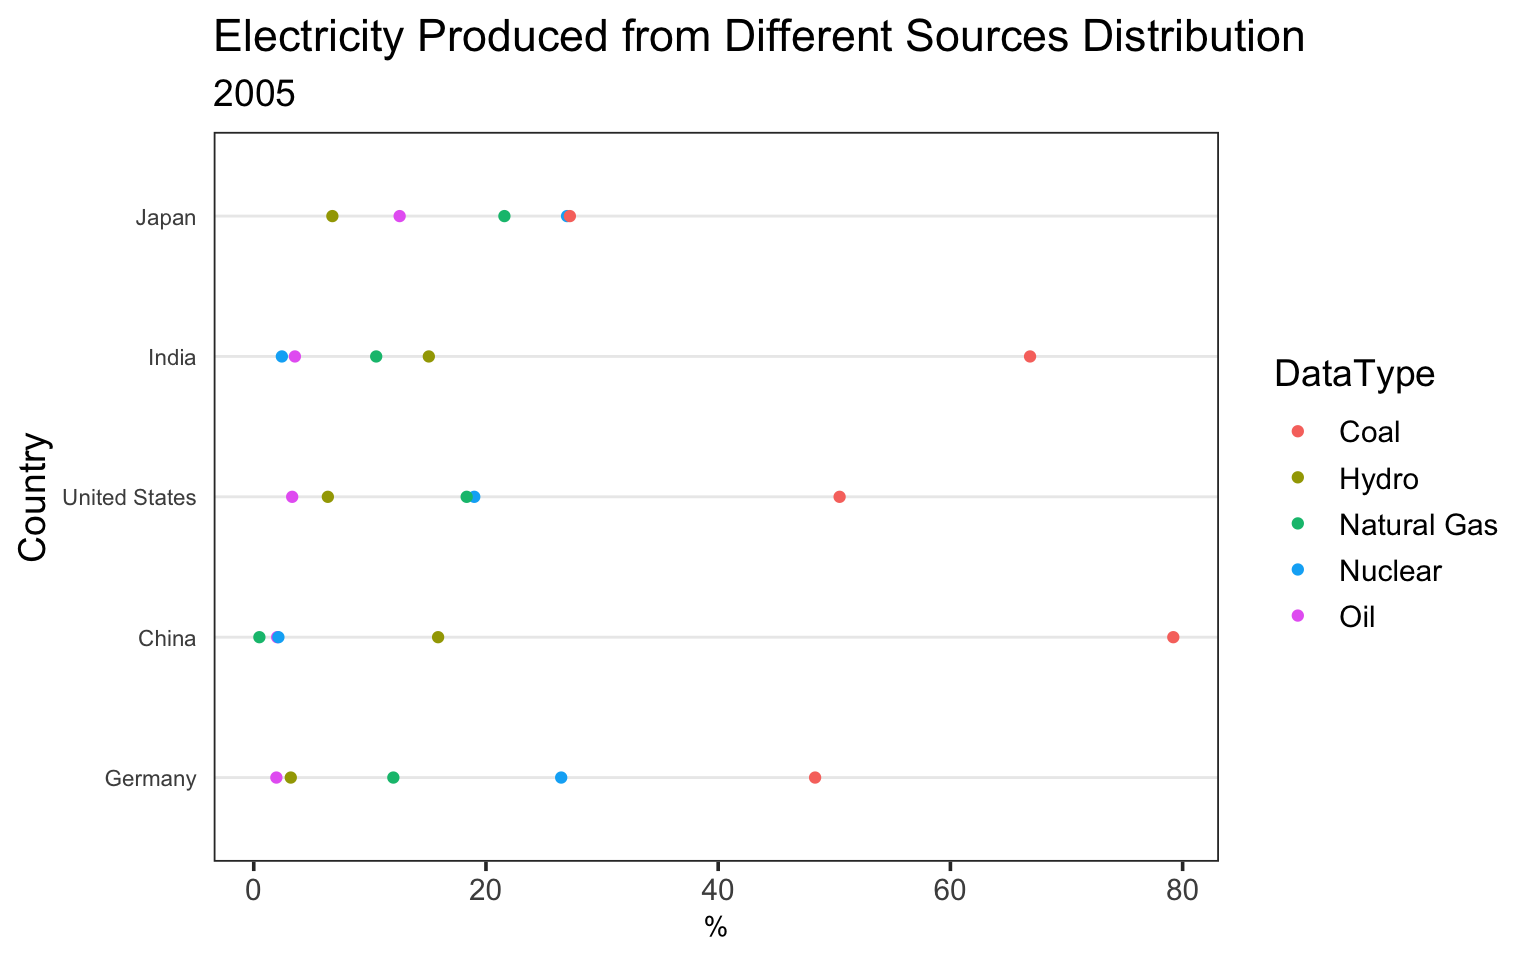 Electricity Produced from Different Sources Distribution
2005
Japan
India
United States
China
Germany
Country
0 20 40 60 80
%
DataType
Coal
Hydro
Natural Gas
Nuclear
Oil